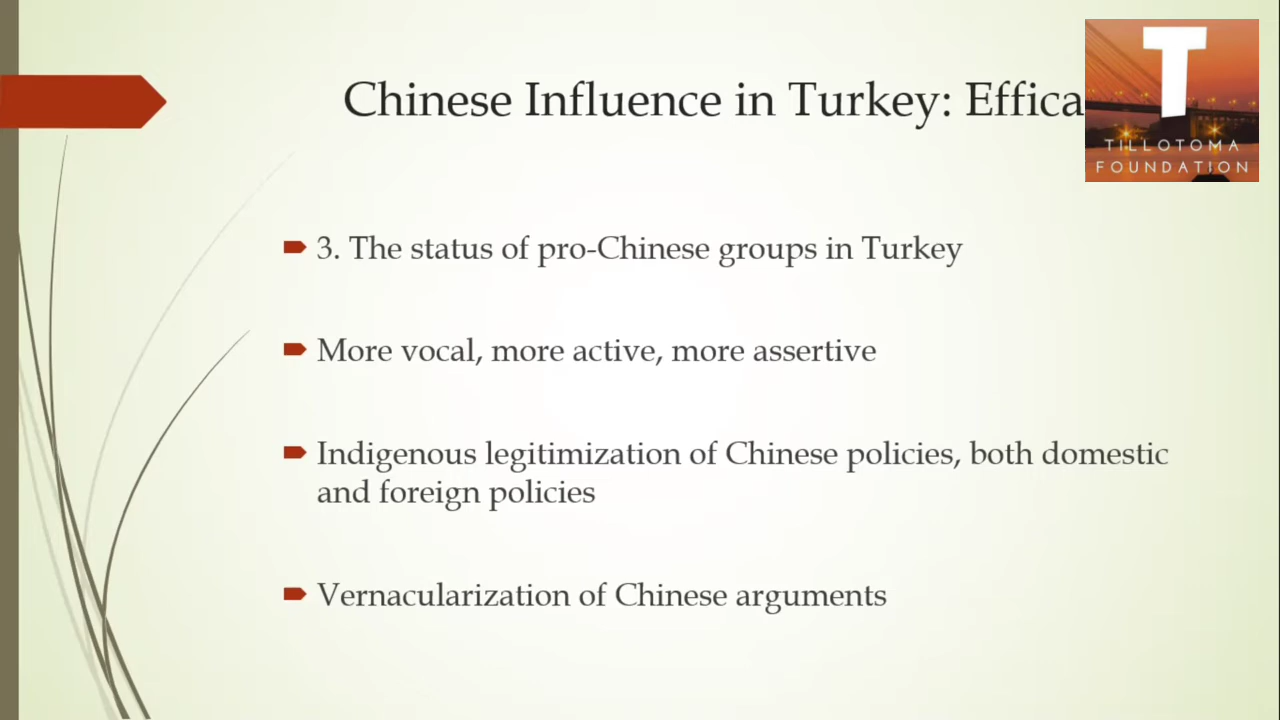 Chinese Influence in Turkey: Effica
T
TILLOTOMA
FOUNDATION
3. The status of pro-Chinese groups in Turkey
More vocal, more active, more assertive
Indigenous legitimization of Chinese policies, both domestic
and foreign policies
Vernacularization of Chinese arguments